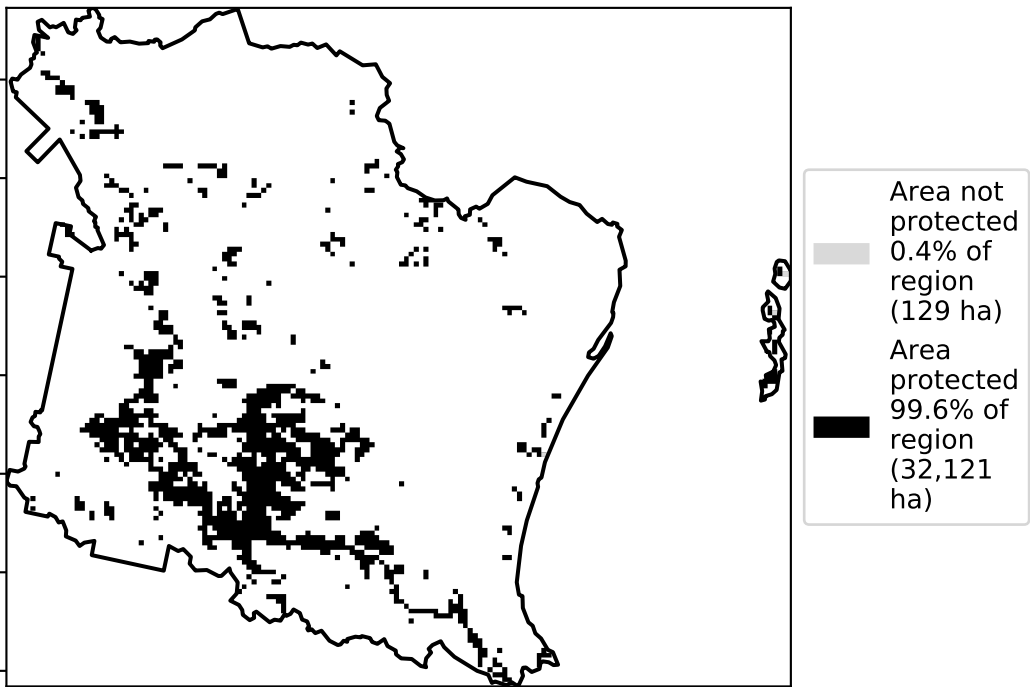 Area not
protected
0.4% of
region
(129 ha)
Area
protected
99.6% of
region
(32,121
ha)